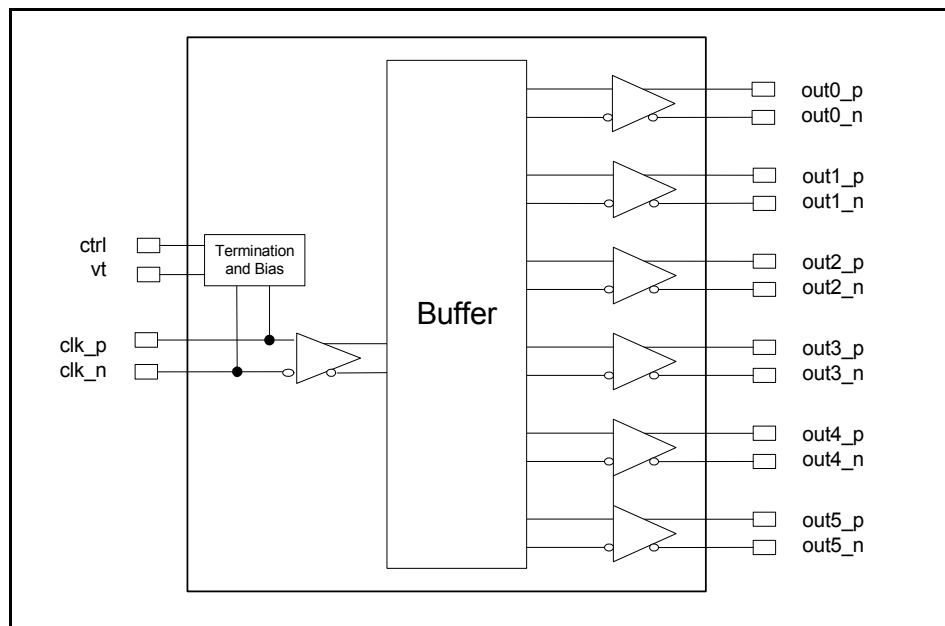 ctrl
vt
clk_p
clk_n
Termination
and Bias
Buffer
out0_p
out0_n
out1_p
out1_n
out2_p
out2_n
out3_p
out3_n
out4_p
out4_n
out5_p
out5_n